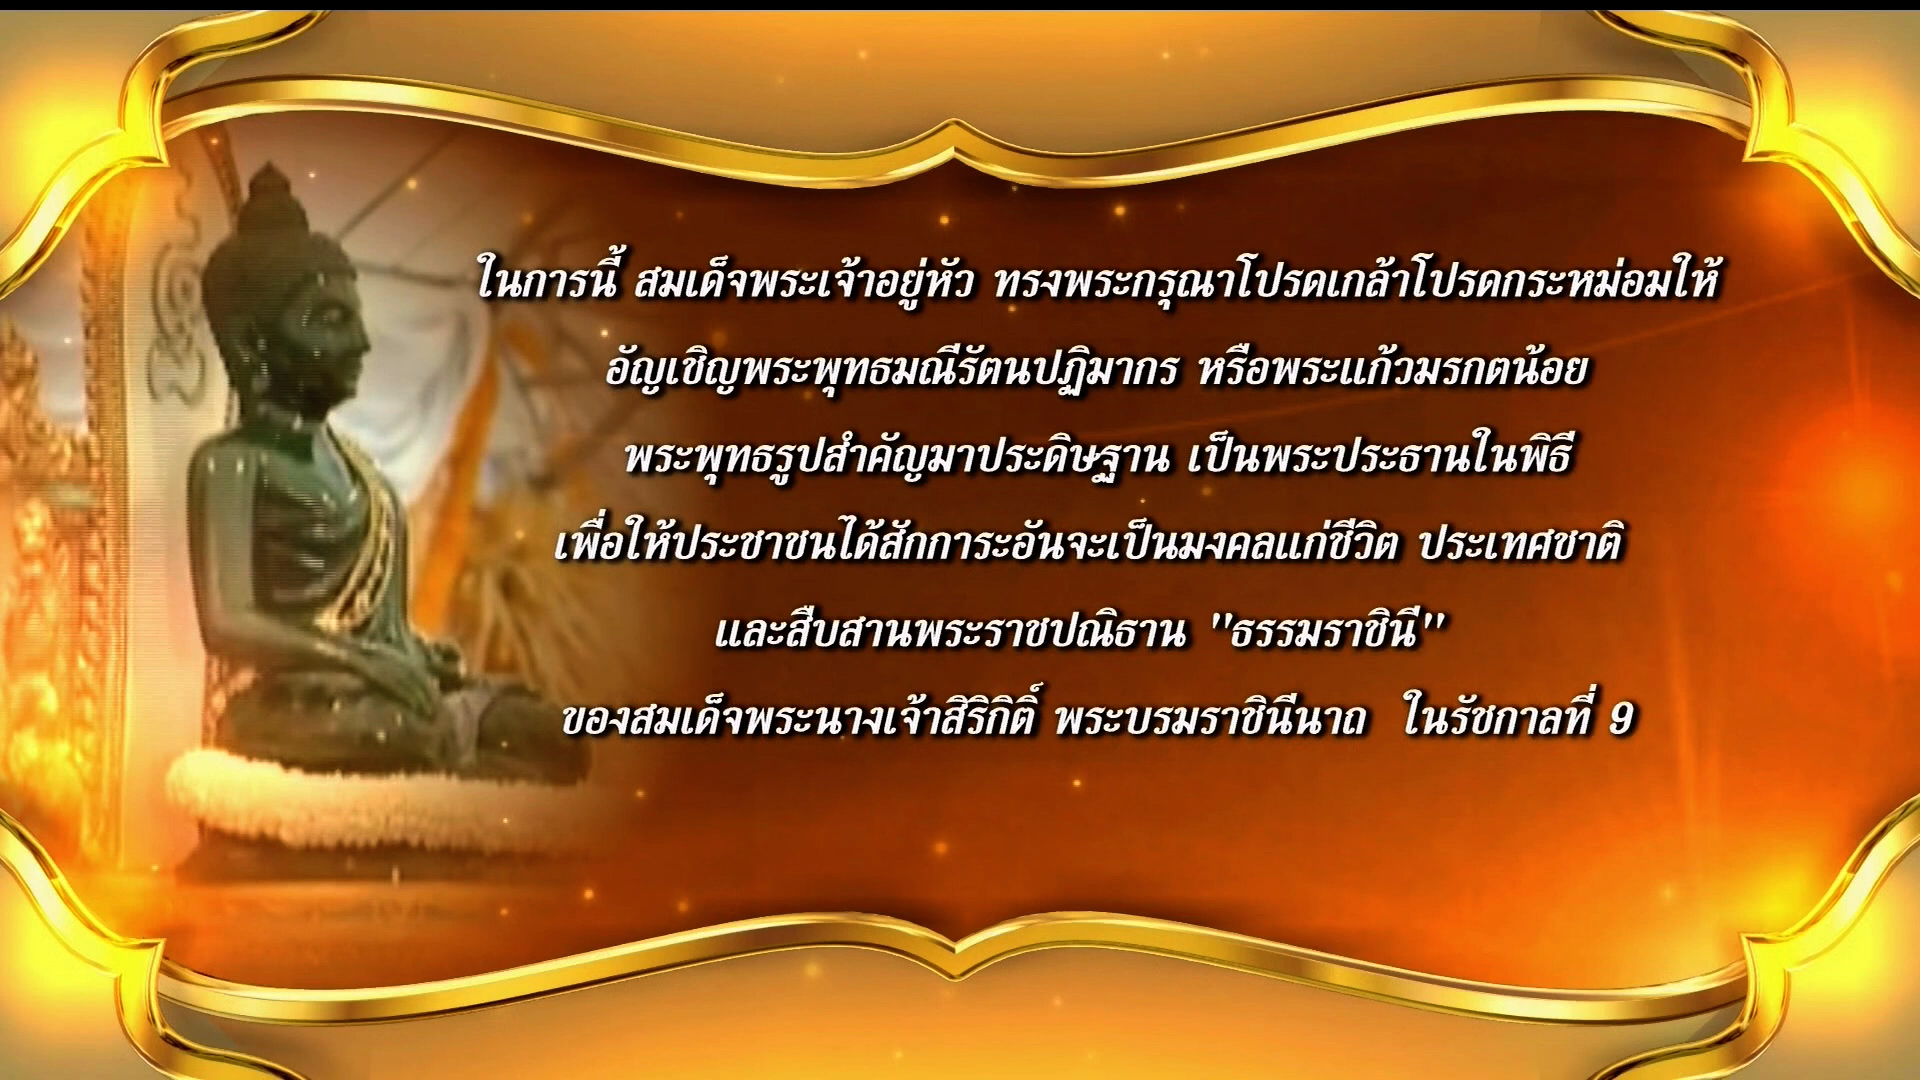 ในการนี้ สมเด็จพระเจ้าอยู่หัว ทรงพระกรุณาโปรดเกล้าโปรดกระหม่อมให้
อัญเชิญพระพุทธมณีรัตนปฏิมากร หรือพระแก้วมรกตน้อย
พระพุทธรูปสำคัญมาประดิษฐาน เป็นพระประธานในพิธี
เพื่อให้ประชาชนได้สักการะอันจะเป็นมงคลแก่ชีวิต ประเทศชาติ
และสืบสานพระราชปณิธาน "ธรรมราชินี"
ของสมเด็จพระนางเจ้าสิริกิติ์ พระบรมราชินีนาถ ในรัชกาลที่ 9